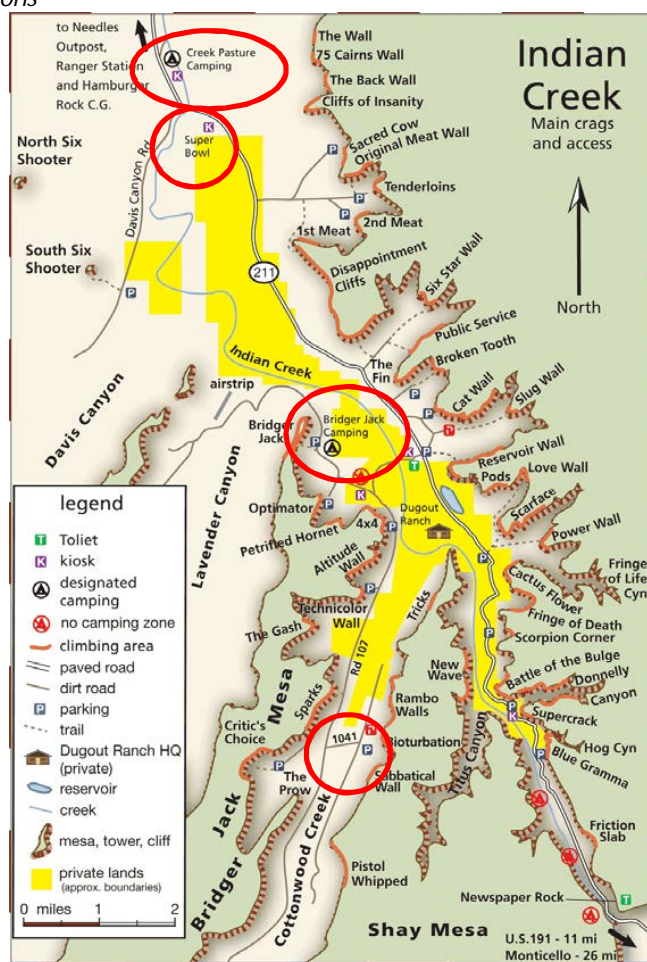 ons
to Needles
Outpost,
Ranger Station
and Hamburger
Rock C.G.
Creek Pasture
Camping
K
The Wall
75 Cairns Wall
The Back Wall
Cliffs of Insanity
Indian
Creek
Main crags
and access
North
K
Super
Bowl
Sacred Cow
Original Meat Wall
P
Tenderloins
P
1st Meat
2nd Meat
P
North Six
Shooter
Davis Canyon Rd
South Six
Shooter
P
211
Disappointment
Cliffs
Six Star Wall
Public Service
Broken Tooth
The
Fin
P
Indian Creek
airstrip
Davis Canyon
Cat Wall
P
Slug Wall
Bridger
Jack
Bridger Jack
Camping
P
K
P
T
Reservoir Wall
Pods
Love Wall
Scarface
Power Wall
Lavender Canyon
Optimator
P
K
4x4
P
Petrified Hornet
Dugout
Ranch
P
Fringe
of Life
Cyn
Altitude
Wall
P
Cactus Flower
Fringe of Death
Scorpion Corner
Technicolor
Wall
Tricks
The Gash
P
New
Wave
Battle of the Bulge
Donnelly
Canyon
P
K
Supercrack
Rd 107
Sparks
Rambo
Walls
Critic's
Choice
1041
P
Bioturbation
Titus Canyon
Hog Cyn
P
Blue Gramma
P
The
Prow
Sabbatical
Wall
Mesa
Bridger Jack
Cottonwood Creek
Pistol
Whipped
Friction
Slab
Newspaper Rock
T
Shay Mesa
U.S.191 - 11 mi
Monticello - 26 mi
legend
T Toliet
K kiosk
designated
camping
no camping zone
climbing area
paved road
dirt road
P parking
trail
Dugout Ranch HQ
(private)
reservoir
creek
mesa, tower, cliff
private lands
(approx. boundaries)
0 miles 1 2